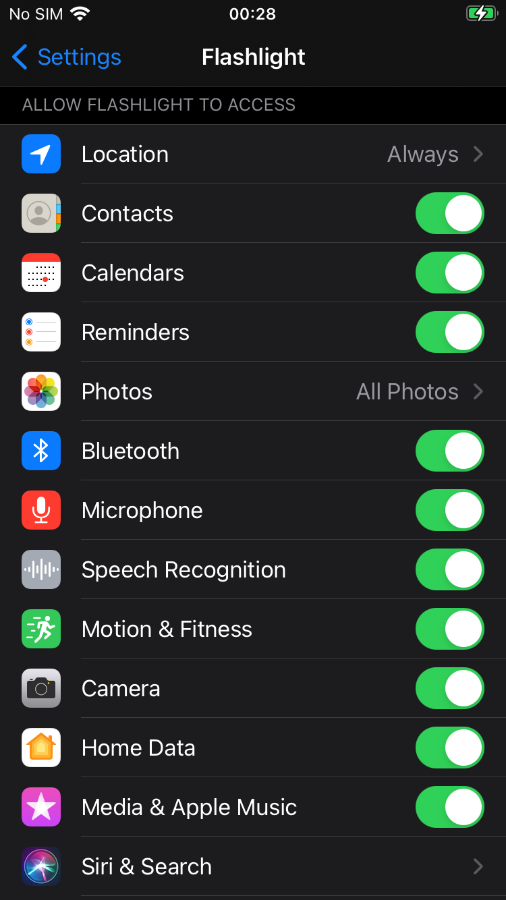 No SIM 00:28
Settings Flashlight
ALLOW FLASHLIGHT TO ACCESS
Location Always
Contacts
Calendars
Reminders
Photos All Photos
Bluetooth
Microphone
Speech Recognition
Motion & Fitness
Camera
Home Data
Media & Apple Music
Siri & Search